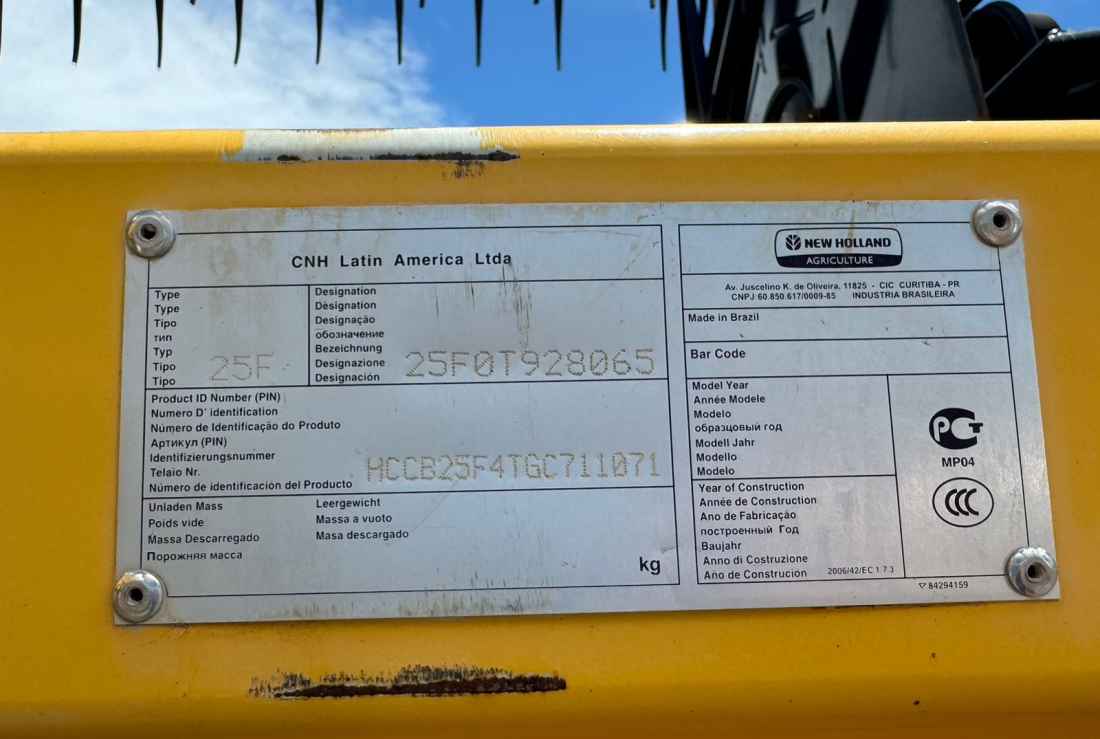 CNH Latin America Ltda
Type
Type
Tipo
тип
Typ
Tipo
Tipo
25F
Designation
Dèsignation
Designação
обозначение
Bezeichnung
Designazione
Designación
25F0T928065
Product ID Number (PIN)
Numero D' identification
Número de Identificação do Produto
Артикул (PIN)
Identifizierungsnummer
Telaio Nr.
Número de identificacion del Producto
HCCB25F4TGC711071
Unladen Mass
Poids vide
Massa Descarregado
Порожняя масса
Leergewicht
Massa a vuoto
Masa descargado
kg
NEW HOLLAND
AGRICULTURE
Av. Juscelino K. de Oliveira, 11825 - CIC CURITIBA - PR
CNPJ 60.850.617/0009-85 INDUSTRIA BRASILEIRA
Made in Brazil
Bar Code
Model Year
Année Modele
Modelo
образцовый год
Modell Jahr
Modello
Modelo
Year of Construction
Année de Construction
Ano de Fabricação
построенный Год
Baujahr
Anno di Costruzione
Año de Construcion
2006/42/EC 1.7.3
PCT
MP04
CCC
84294159